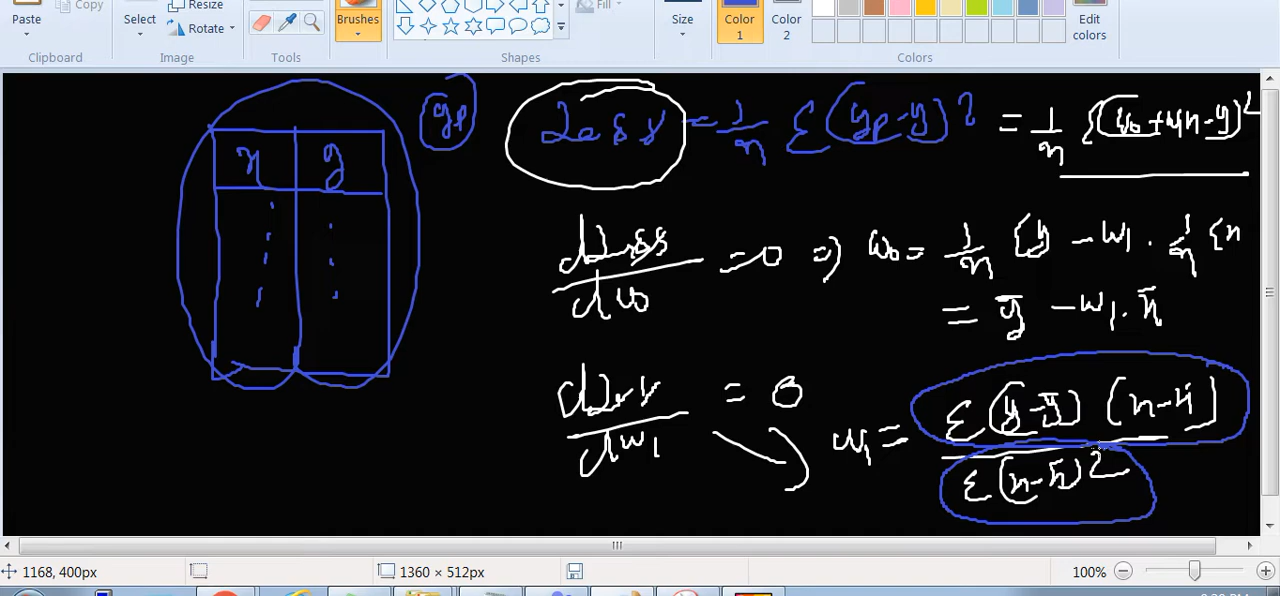 Paste
Copy
Select
Resize
Rotate
Brushes
Fill
Size
Color 1
Color 2
Edit colors
Clipboard
Image
Tools
Shapes
Colors
x y
yp
Loss = 1/n Σ(yp - y)² = 1/n Σ(w0 + w1x - y)²
dLoss/dw0 = 0 ⇒ w0 = 1/n Σy - w1 · 1/n Σx
= ȳ - w1 · x̄
dLoss/dw1 = 0
w1 = Σ(y - ȳ)(x - x̄) / Σ(x - x̄)²
1168, 400px
1360 × 512px
100%